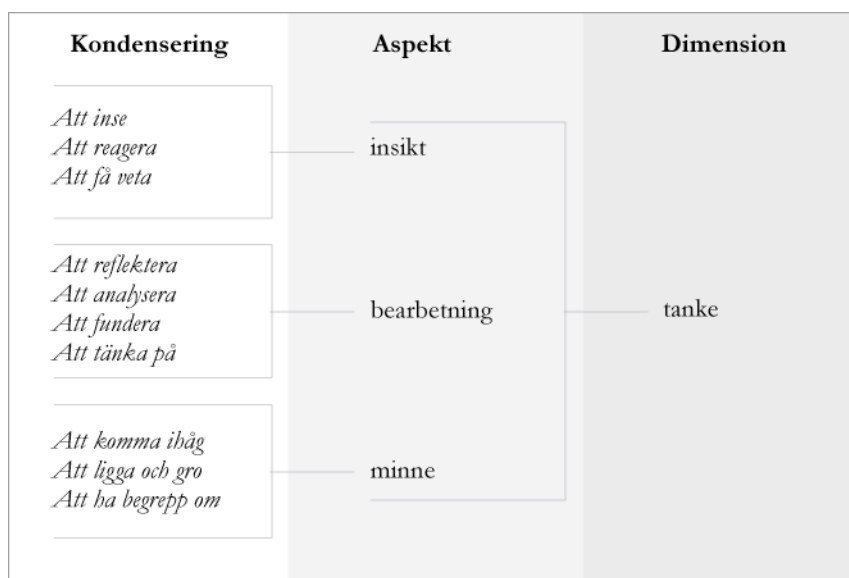 Kondensering Aspekt Dimension
Att inse
Att reagera
Att få veta
insikt
Att reflektera
Att analysera
Att fundera
Att tänka på
bearbetning
tanke
Att komma ihåg
Att ligga och gro
Att ha begrepp om
minne